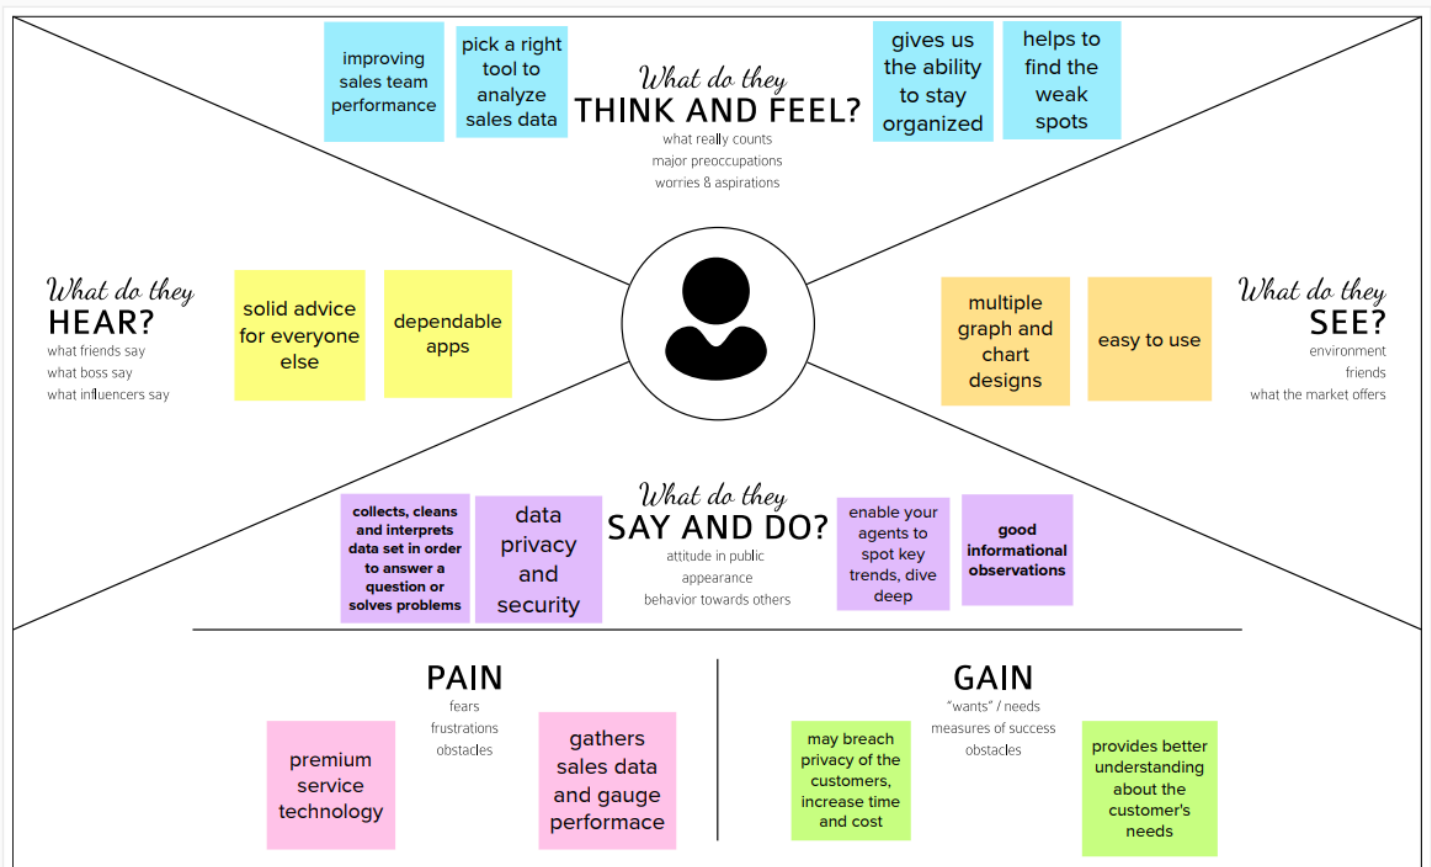 improving
sales team
performance
pick a right
tool to
analyze
sales data
What do they
THINK AND FEEL?
what really counts
major preoccupations
worries & aspirations
gives us
the ability
to stay
organized
helps to
find the
weak
spots
What do they
HEAR?
what friends say
what boss say
what influencers say
solid advice
for everyone
else
dependable
apps
multiple
graph and
chart
designs
easy to use
What do they
SEE?
environment
friends
what the market offers
collects, cleans
and interprets
data set in order
to answer a
question or
solves problems
data
privacy
and
security
What do they
SAY AND DO?
attitude in public
appearance
behavior towards others
enable your
agents to
spot key
trends, dive
deep
good
informational
observations
PAIN
fears
frustrations
obstacles
premium
service
technology
gathers
sales data
and gauge
performace
GAIN
"wants" / needs
measures of success
obstacles
may breach
privacy of the
customers,
increase time
and cost
provides better
understanding
about the
customer's
needs